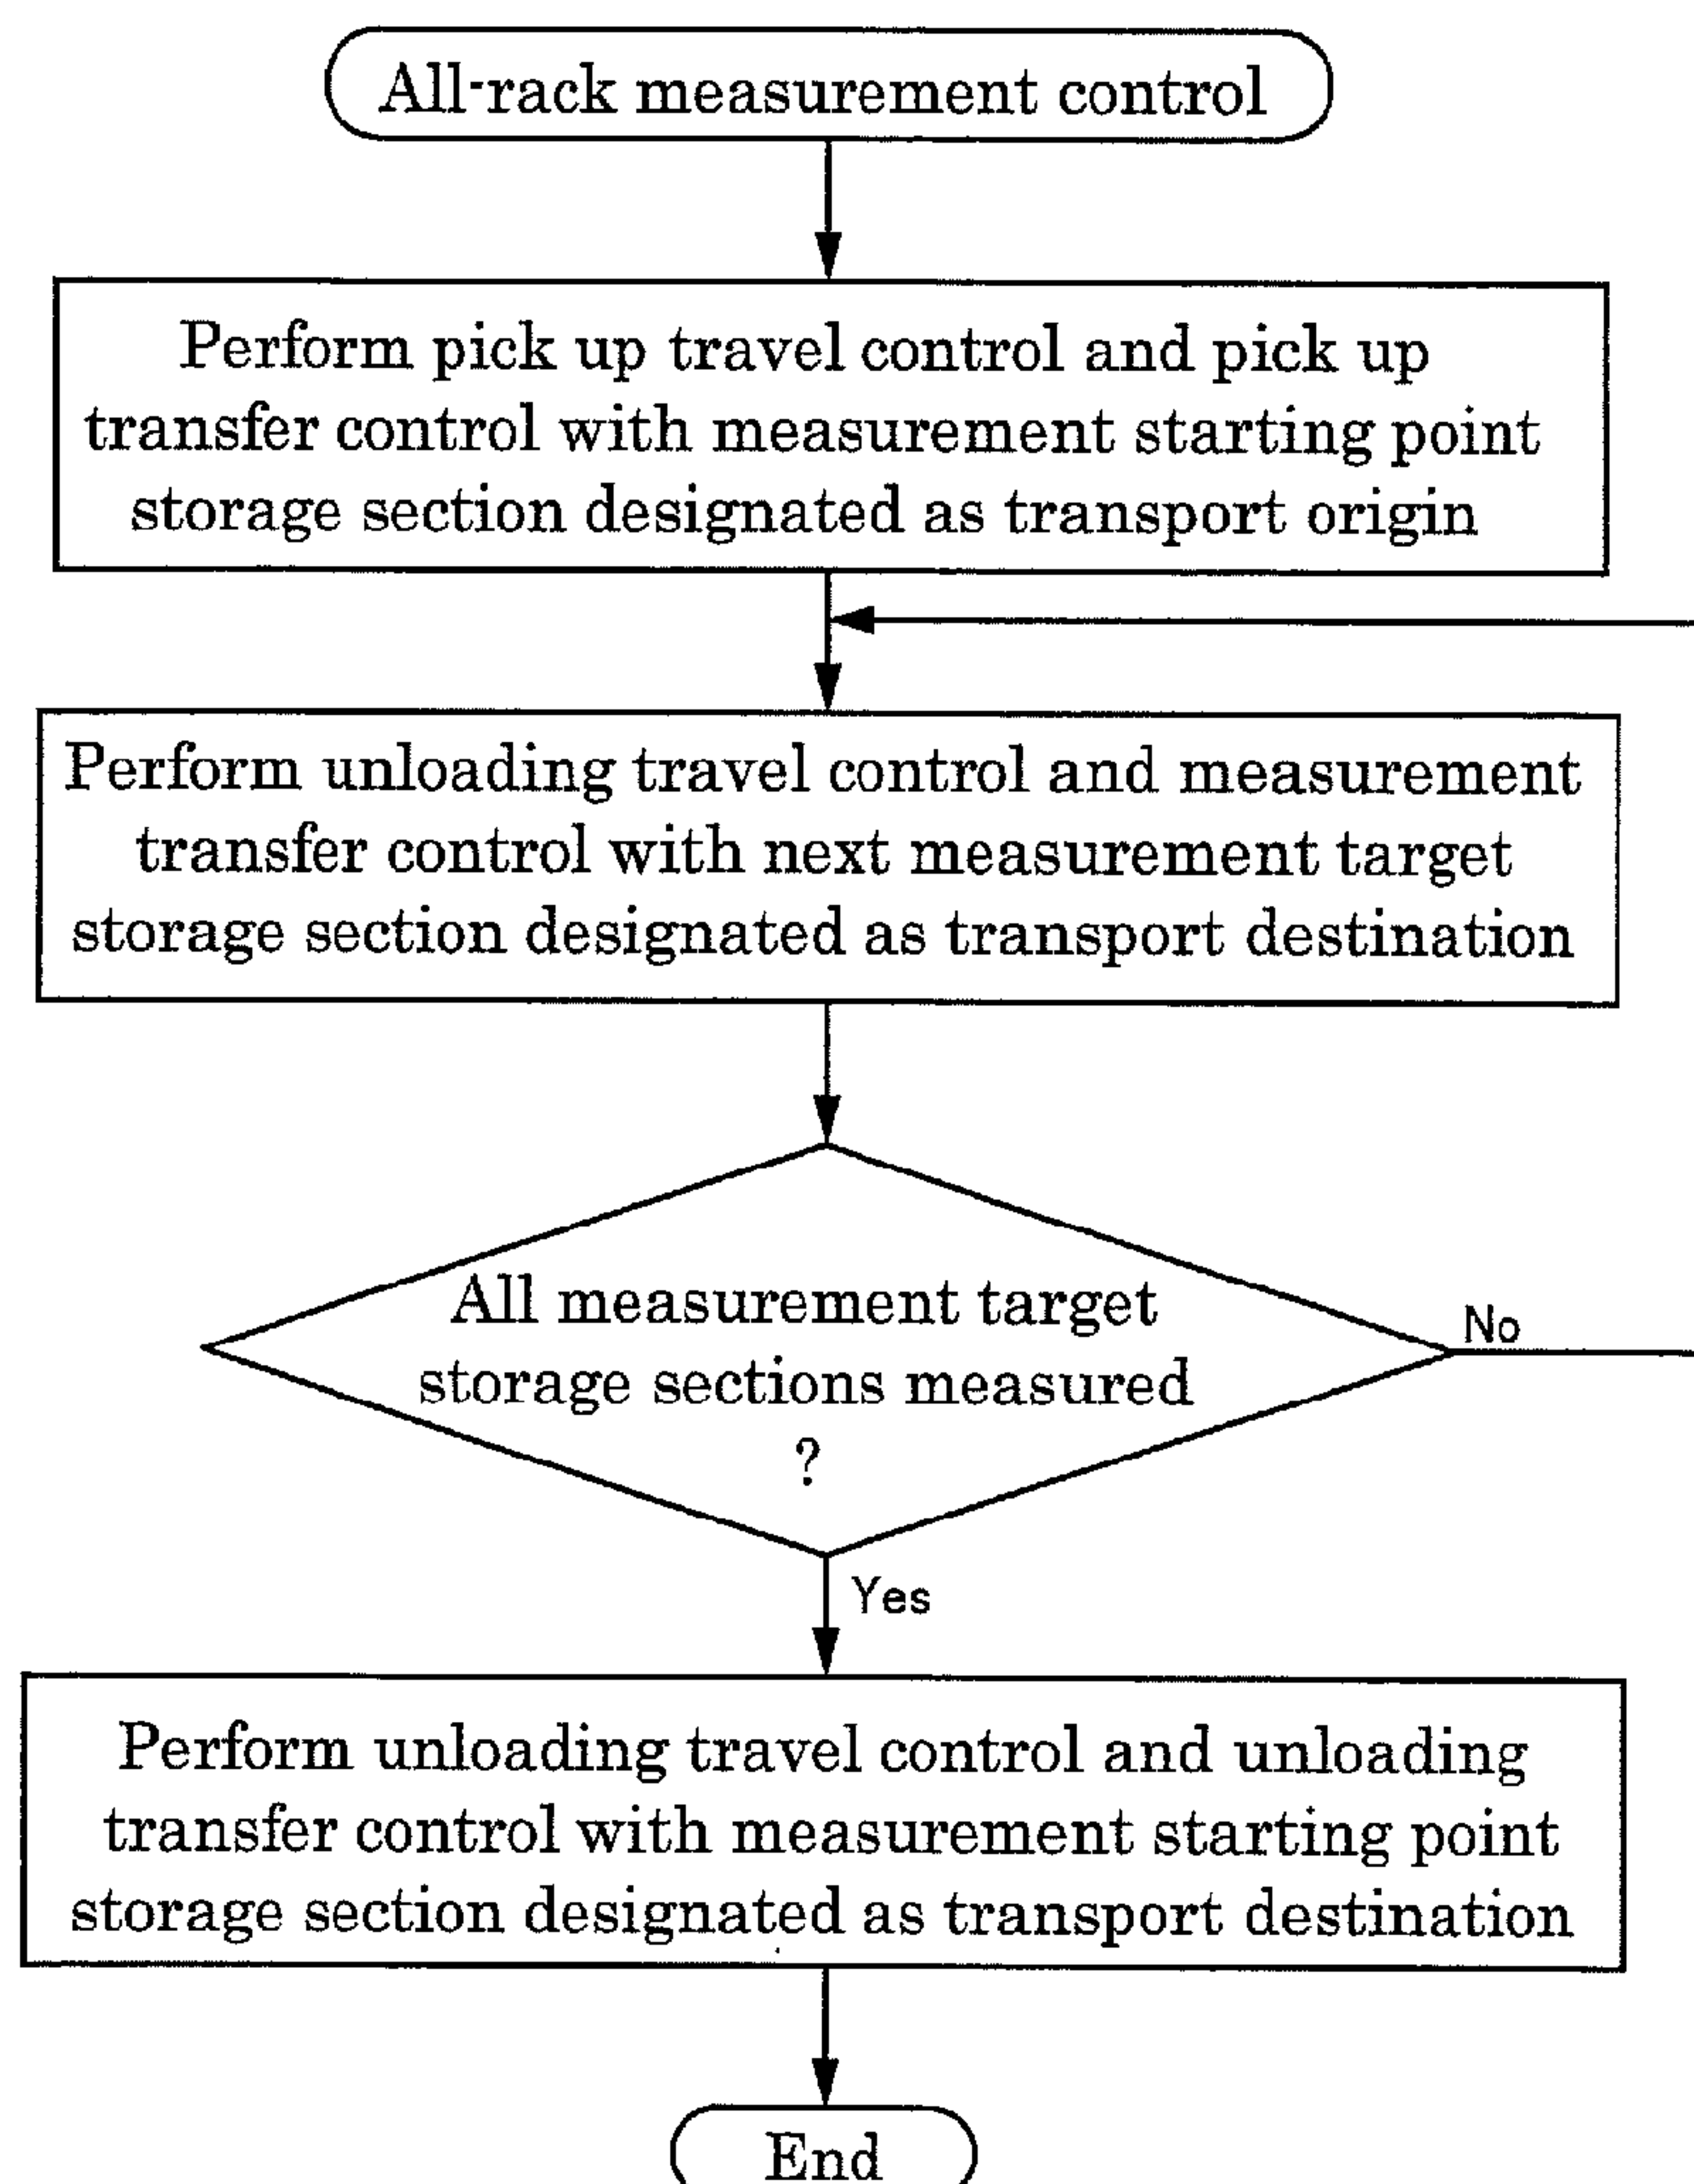 All-rack measurement control
Perform pick up travel control and pick up
transfer control with measurement starting point
storage section designated as transport origin
Perform unloading travel control and measurement
transfer control with next measurement target
storage section designated as transport destination
All measurement target
storage sections measured
?
No
Yes
Perform unloading travel control and unloading
transfer control with measurement starting point
storage section designated as transport destination
End